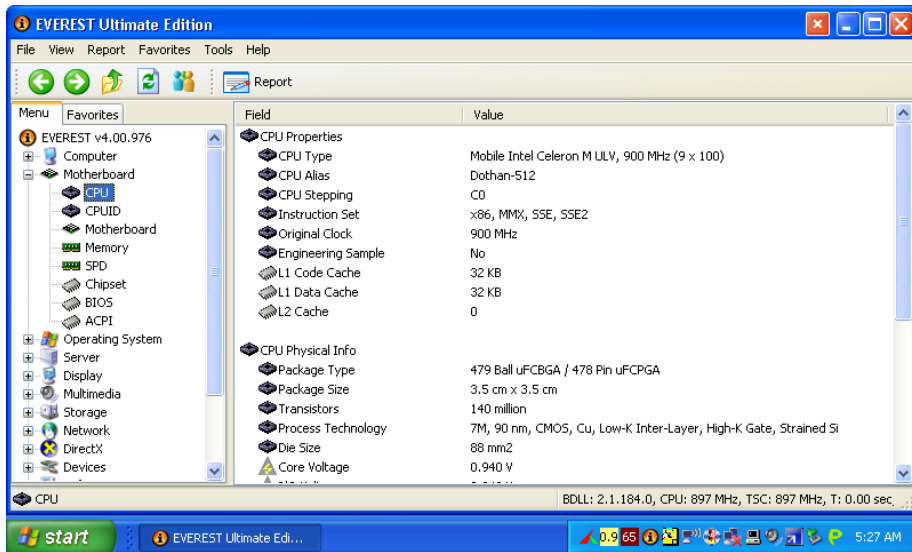 EVEREST Ultimate Edition
File View Report Favorites Tools Help
Report
Menu Favorites
EVEREST v4.00.976
Computer
Motherboard
CPU
CPUID
Motherboard
Memory
SPD
Chipset
BIOS
ACPI
Operating System
Server
Display
Multimedia
Storage
Network
DirectX
Devices
Field Value
CPU Properties
CPU Type Mobile Intel Celeron M ULV, 900 MHz (9 x 100)
CPU Alias Dothan-512
CPU Stepping C0
Instruction Set x86, MMX, SSE, SSE2
Original Clock 900 MHz
Engineering Sample No
L1 Code Cache 32 KB
L1 Data Cache 32 KB
L2 Cache 0
CPU Physical Info
Package Type 479 Ball uFCBGA / 478 Pin uFCPGA
Package Size 3.5 cm x 3.5 cm
Transistors 140 million
Process Technology 7M, 90 nm, CMOS, Cu, Low-K Inter-Layer, High-K Gate, Strained Si
Die Size 88 mm2
Core Voltage 0.940 V
CPU BDLL: 2.1.184.0, CPU: 897 MHz, TSC: 897 MHz, T: 0.00 sec
start EVEREST Ultimate Edi... 0.9 65 5:27 AM